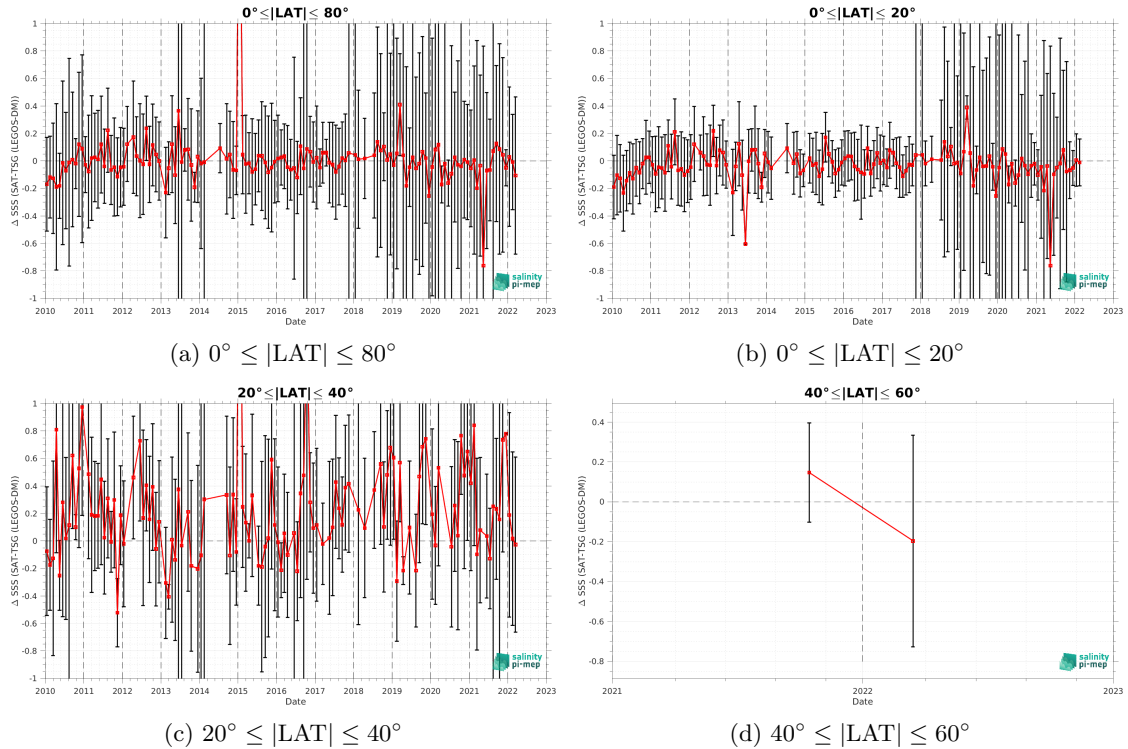 0°≤|LAT|≤ 80°
1
0.8
0.6
0.4
0.2
0
-0.2
-0.4
-0.6
-0.8
-1
Δ SSS (SAT-TSG (LEGOS-DM))
2010 2011 2012 2013 2014 2015 2016 2017 2018 2019 2020 2021 2022 2023
Date
salinity
pi-mep
(a) 0° ≤ |LAT| ≤ 80°
0°≤|LAT|≤ 20°
1
0.8
0.6
0.4
0.2
0
-0.2
-0.4
-0.6
-0.8
-1
Δ SSS (SAT-TSG (LEGOS-DM))
2010 2011 2012 2013 2014 2015 2016 2017 2018 2019 2020 2021 2022 2023
Date
salinity
pi-mep
(b) 0° ≤ |LAT| ≤ 20°
20°≤|LAT|≤ 40°
1
0.8
0.6
0.4
0.2
0
-0.2
-0.4
-0.6
-0.8
-1
Δ SSS (SAT-TSG (LEGOS-DM))
2010 2011 2012 2013 2014 2015 2016 2017 2018 2019 2020 2021 2022 2023
Date
salinity
pi-mep
(c) 20° ≤ |LAT| ≤ 40°
40°≤|LAT|≤ 60°
0.4
0.2
0
-0.2
-0.4
-0.6
-0.8
Δ SSS (SAT-TSG (LEGOS-DM))
2021 2022 2023
Date
salinity
pi-mep
(d) 40° ≤ |LAT| ≤ 60°